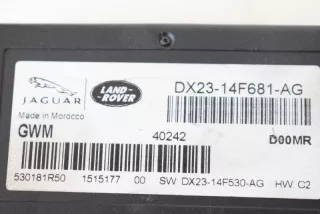 JAGUAR
LAND-
ROVER
DX23-14F681-AG
Made in Morocco
GWM 40242 D00MR
530181R50 1515177 00 SW DX23-14F530-AG HW C2